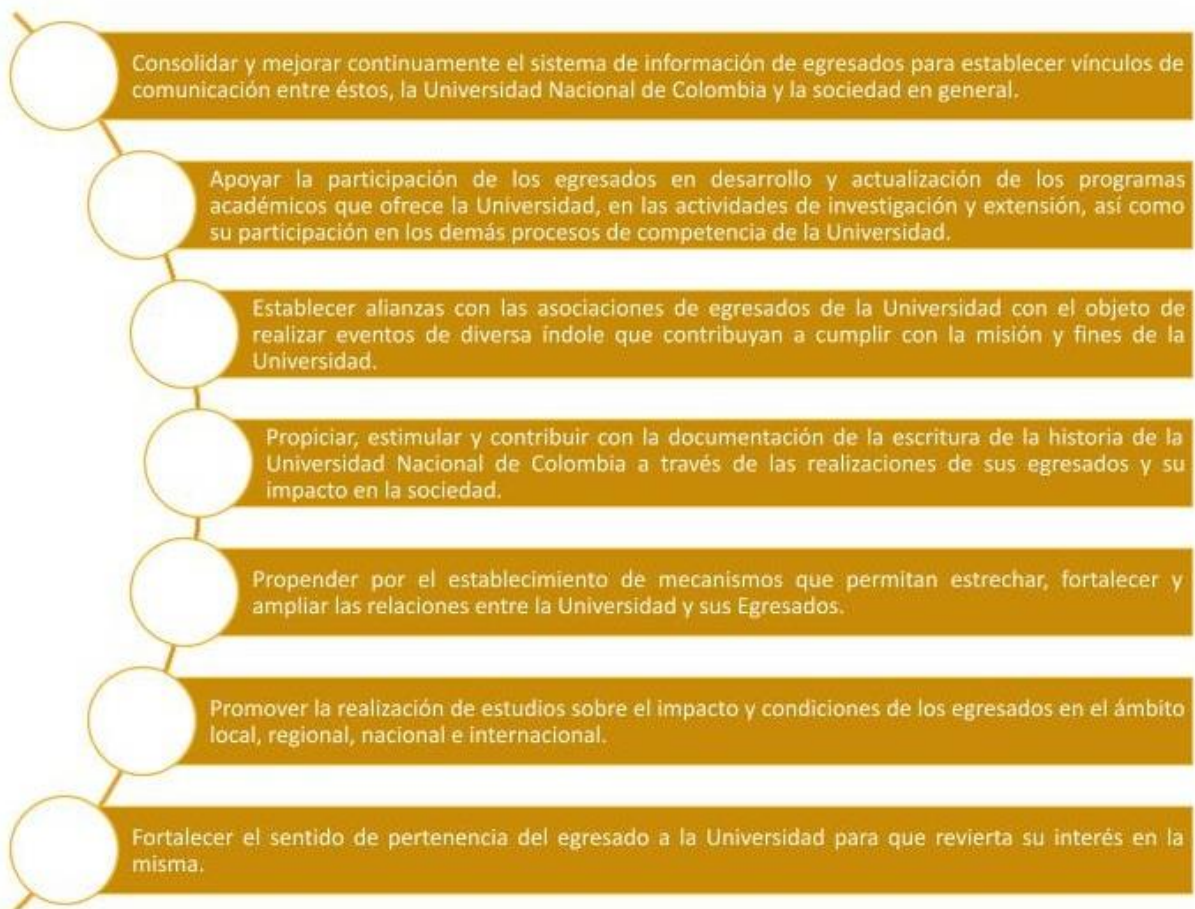 Consolidar y mejorar continuamente el sistema de información de egresados para establecer vínculos de
comunicación entre éstos, la Universidad Nacional de Colombia y la sociedad en general.
Apoyar la participación de los egresados en desarrollo y actualización de los programas
académicos que ofrece la Universidad, en las actividades de investigación y extensión, así como
su participación en los demás procesos de competencia de la Universidad.
Establecer alianzas con las asociaciones de egresados de la Universidad con el objeto de
realizar eventos de diversa índole que contribuyan a cumplir con la misión y fines de la
Universidad.
Propiciar, estimular y contribuir con la documentación de la escritura de la historia de la
Universidad Nacional de Colombia a través de las realizaciones de sus egresados y su
impacto en la sociedad.
Propender por el establecimiento de mecanismos que permitan estrechar, fortalecer y
ampliar las relaciones entre la Universidad y sus Egresados.
Promover la realización de estudios sobre el impacto y condiciones de los egresados en el ámbito
local, regional, nacional e internacional.
Fortalecer el sentido de pertenencia del egresado a la Universidad para que revierta su interés en la
misma.